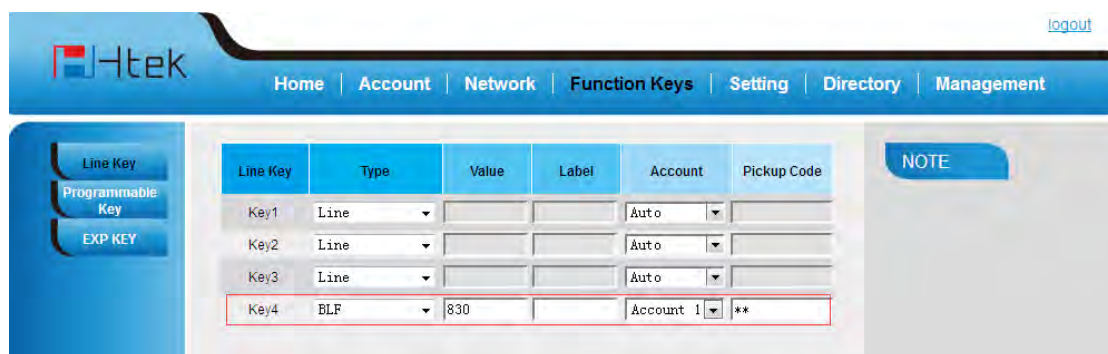 logout
Htek
Home | Account | Network | Function Keys | Setting | Directory | Management
Line Key
Programmable
Key
EXP KEY
Line Key Type Value Label Account Pickup Code
Key1 Line Auto
Key2 Line Auto
Key3 Line Auto
Key4 BLF 830 Account 1 **
NOTE